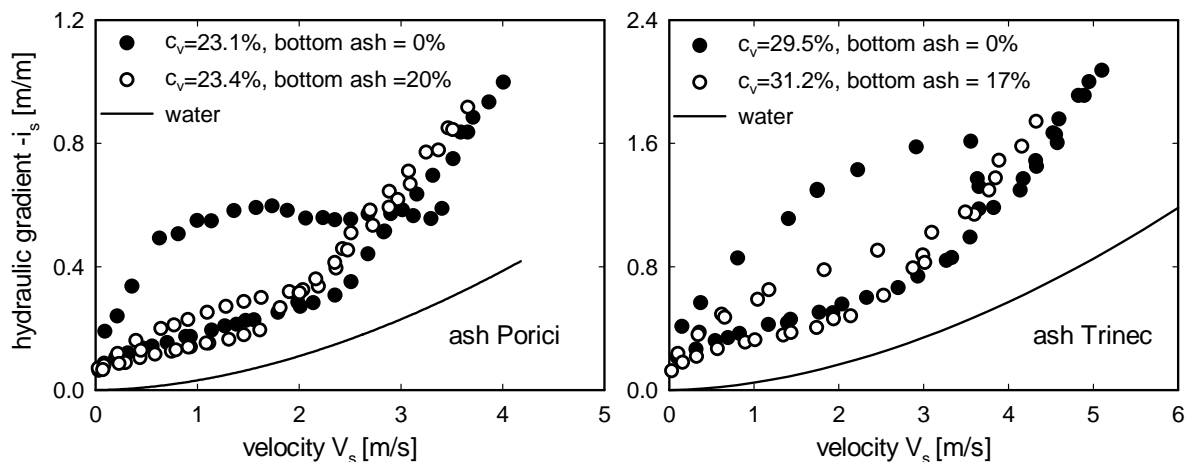 hydraulic gradient -i_s [m/m]
1.2
0.8
0.4
0.0
c_v=23.1%, bottom ash = 0%
c_v=23.4%, bottom ash =20%
water
ash Porici
0 1 2 3 4 5
velocity V_s [m/s]
2.4
1.6
0.8
0.0
c_v=29.5%, bottom ash = 0%
c_v=31.2%, bottom ash = 17%
water
ash Trinec
0 1 2 3 4 5 6
velocity V_s [m/s]